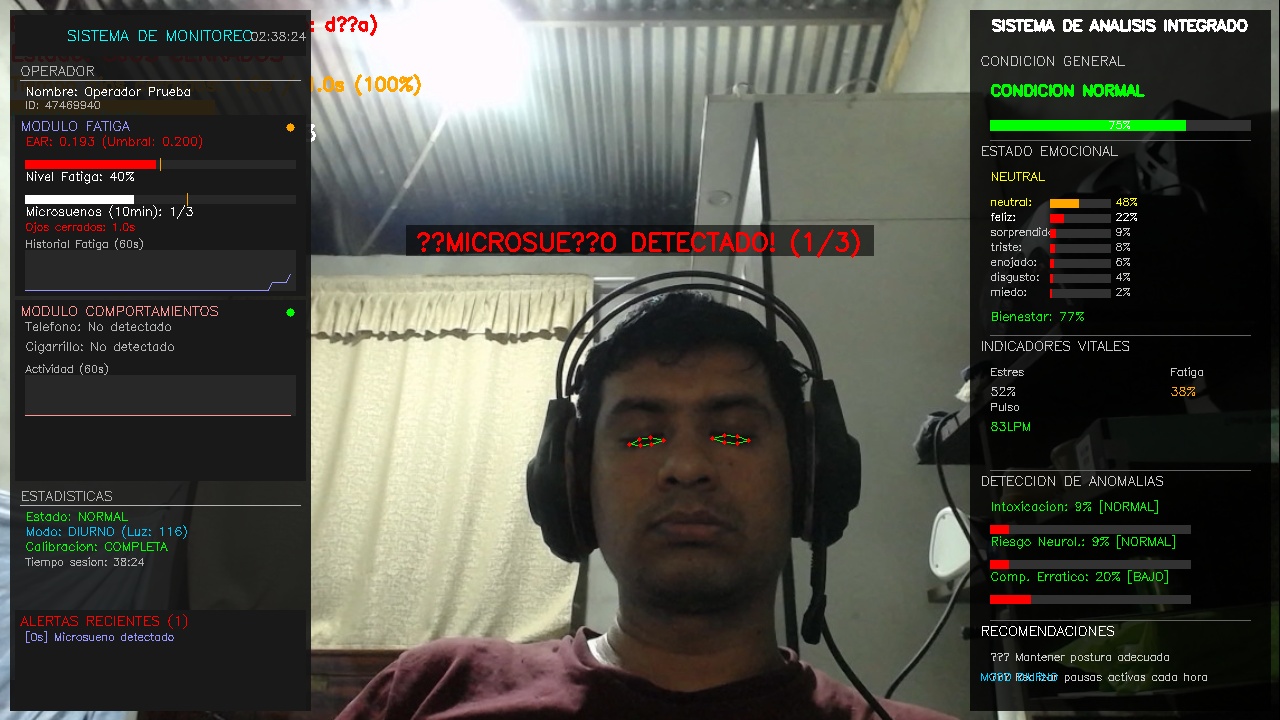 : d??a)
SISTEMA DE MONITOREO
02:38:24
.0s (100%)
OPERADOR
Nombre: Operador Prueba
ID: 47469940
MODULO FATIGA
EAR: 0.193 (Umbral: 0.200)
Nivel Fatiga: 40%
Microsuenos (10min): 1/3
Ojos cerrados: 1.0s
Historial Fatiga (60s)
MODULO COMPORTAMIENTOS
Telefono: No detectado
Cigarrillo: No detectado
Actividad (60s)
ESTADISTICAS
Estado: NORMAL
Modo: DIURNO (Luz: 116)
Calibracion: COMPLETA
Tiempo sesion: 38:24
ALERTAS RECIENTES (1)
[0s] Microsueno detectado
??MICROSUE??O DETECTADO! (1/3)
SISTEMA DE ANALISIS INTEGRADO
CONDICION GENERAL
CONDICION NORMAL
75%
ESTADO EMOCIONAL
NEUTRAL
neutral: 48%
feliz: 22%
sorprendido 9%
triste: 8%
enojado: 6%
disgusto: 4%
miedo: 2%
Bienestar: 77%
INDICADORES VITALES
Estres Fatiga
52% 38%
Pulso
83LPM
DETECCION DE ANOMALIAS
Intoxicacion: 9% [NORMAL]
Riesgo Neurol.: 9% [NORMAL]
Comp. Erratico: 20% [BAJO]
RECOMENDACIONES
??? Mantener postura adecuada
??? Realizar pausas activas cada hora